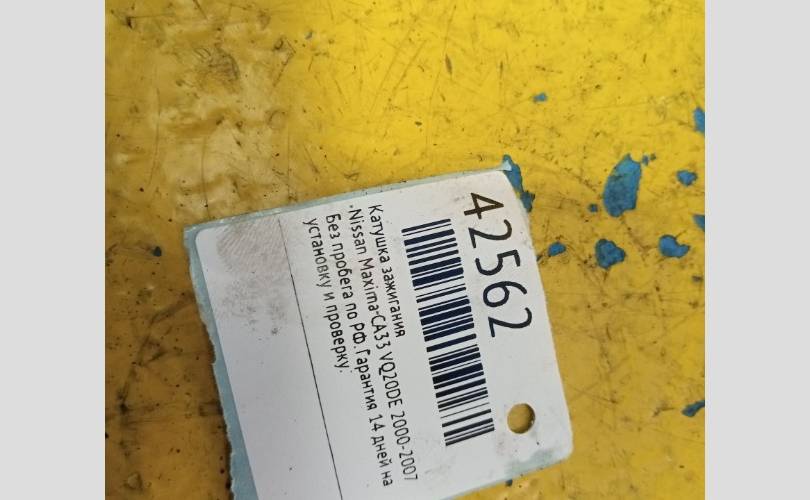 42562
Катушка зажигания
·Nissan Maxima-CA33 VQ20DE 2000-2007
Без пробега по РФ. Гарантия 14 дней на
установку и проверку.